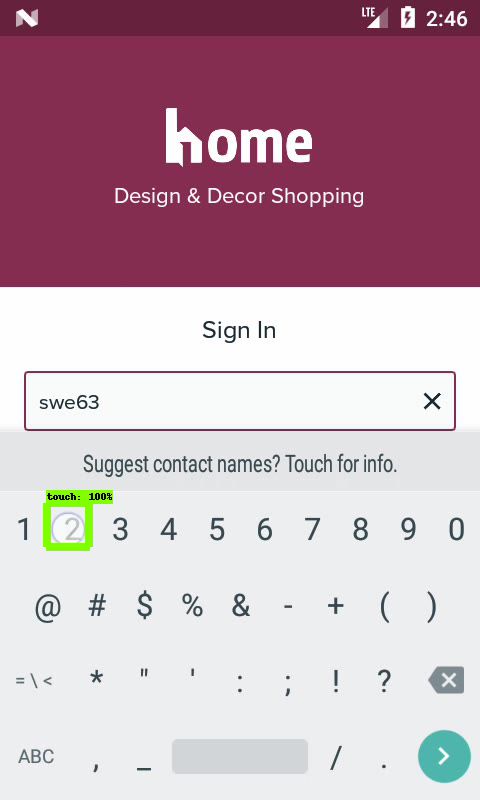 LTE 2:46
home
Design & Decor Shopping
Sign In
swe63
Suggest contact names? Touch for info.
touch: 100%
1 2 3 4 5 6 7 8 9 0
@ # $ % & - + ( )
= \ < * " ' : ; ! ?
ABC , _ / .